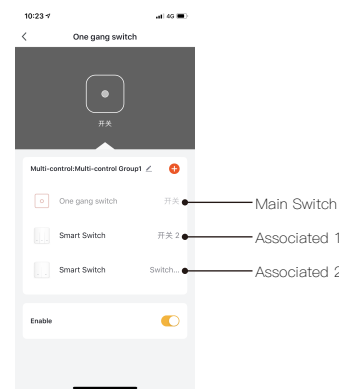 10:23 4G
One gang switch
开关
Multi-control:Multi-control Group1
One gang switch 开关 Main Switch
Smart Switch 开关 2 Associated 1
Smart Switch Switch... Associated 2
Enable